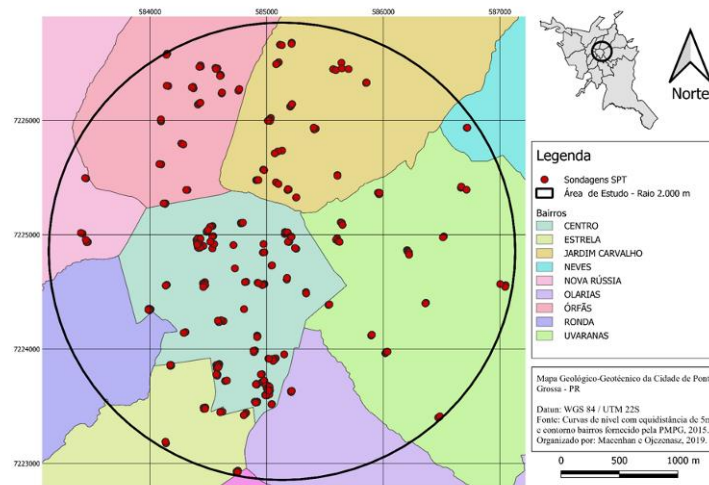 584000
585000
586000
587000
7226000
7225000
7224000
7223000
Norte
Legenda
Sondagens SPT
Área de Estudo - Raio 2.000 m
Bairros
CENTRO
ESTRELA
JARDIM CARVALHO
NEVES
NOVA RÚSSIA
OLARIAS
ÓRFÃS
RONDA
UVARANAS
Mapa Geológico-Geotécnico da Cidade de Pont
Grossa - PR
Datun: WGS 84 / UTM 22S
Fonte: Curvas de nível com equidistância de 5m
e contorno bairros fornecido pela PMPG, 2015.
Organizado por: Macenhan e Ojczenasz, 2019.
0 500 1000 m